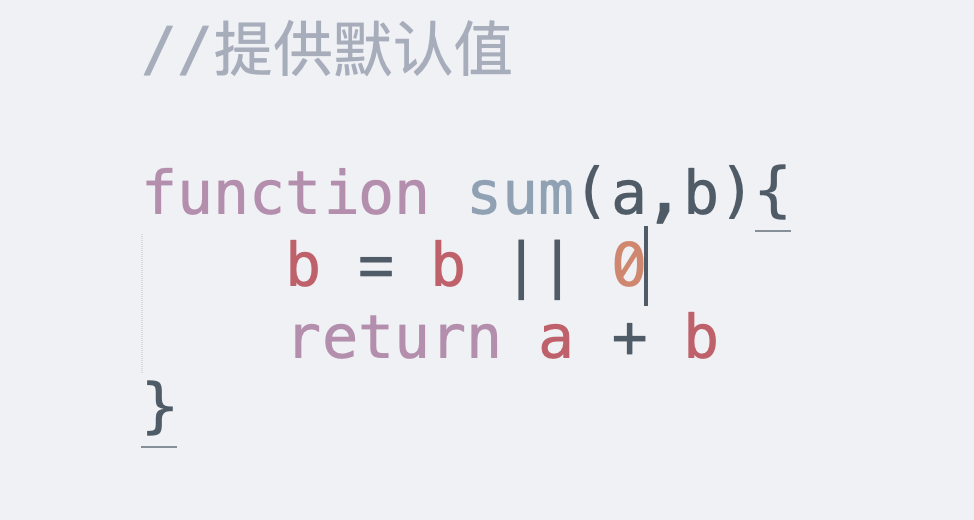 //提供默认值
function sum(a,b){
b = b || 0
return a + b
}